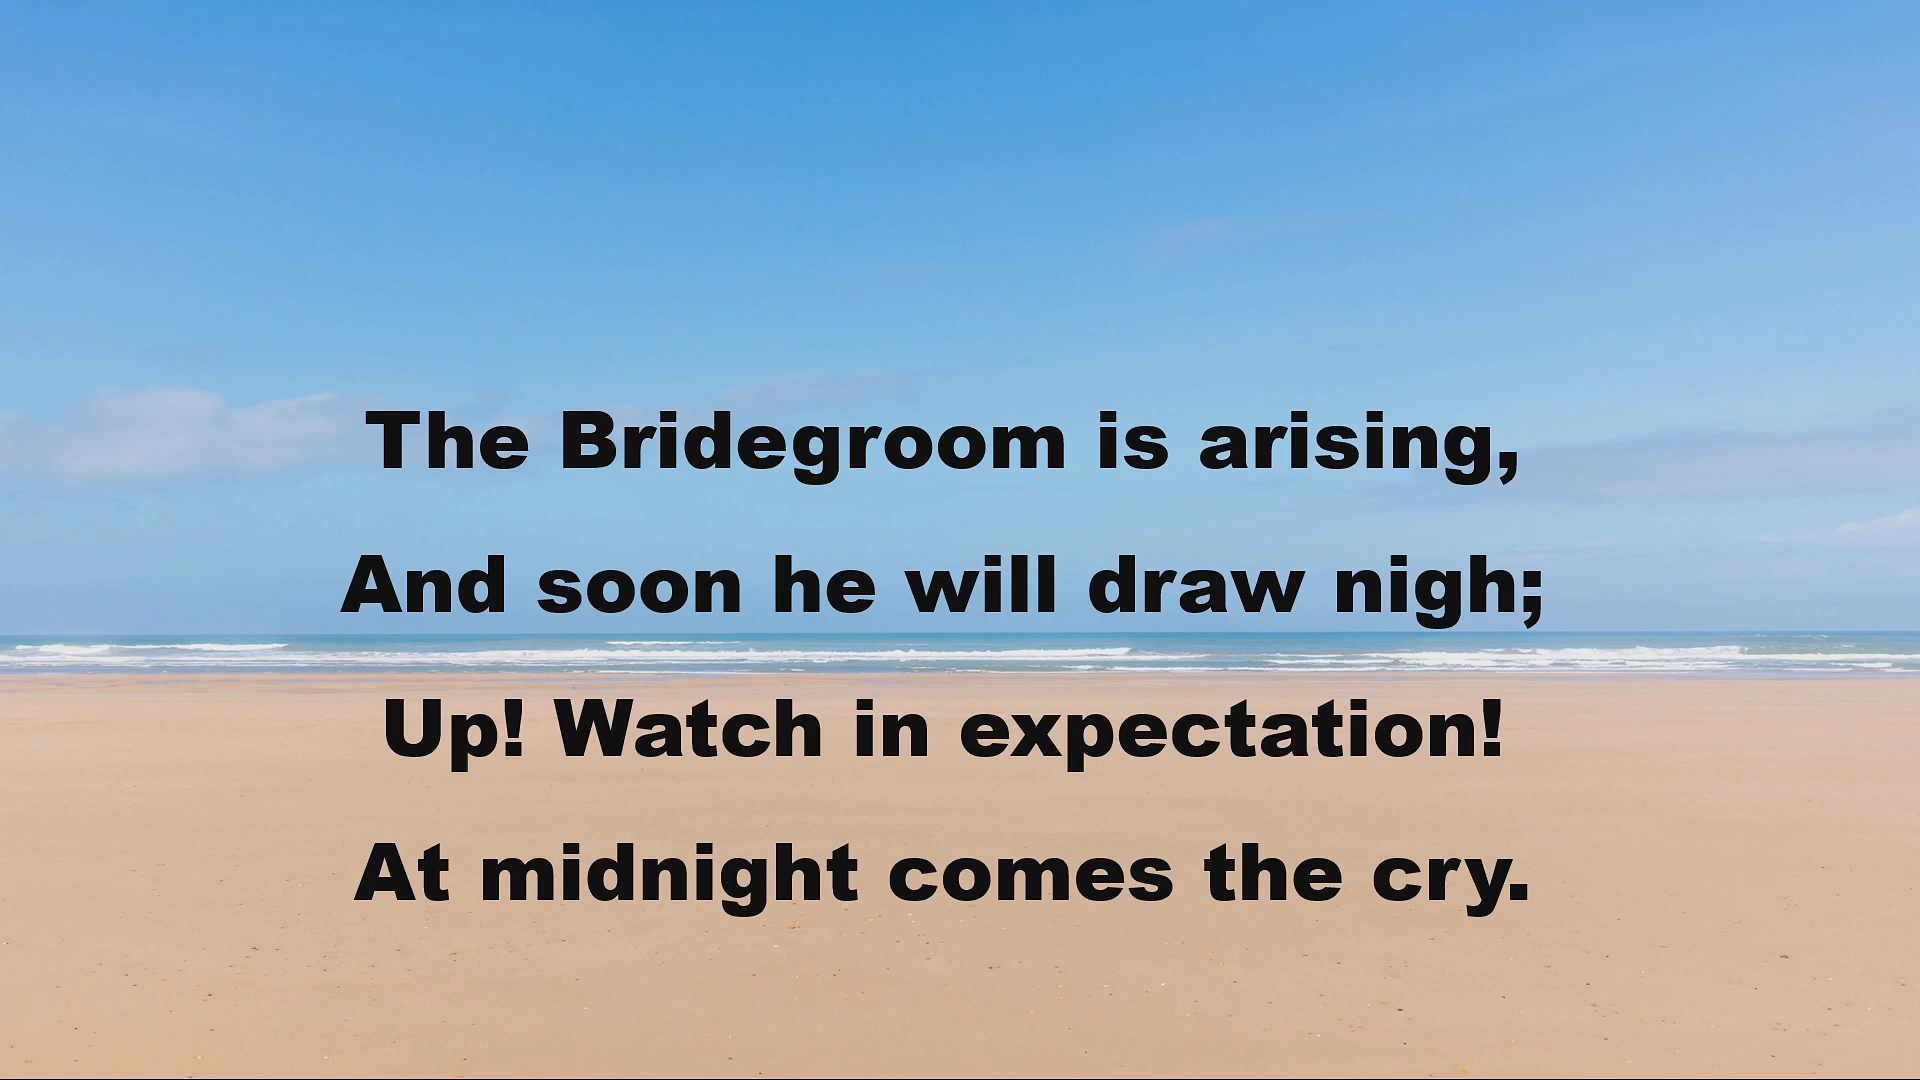 The Bridegroom is arising,
And soon he will draw nigh;
Up! Watch in expectation!
At midnight comes the cry.